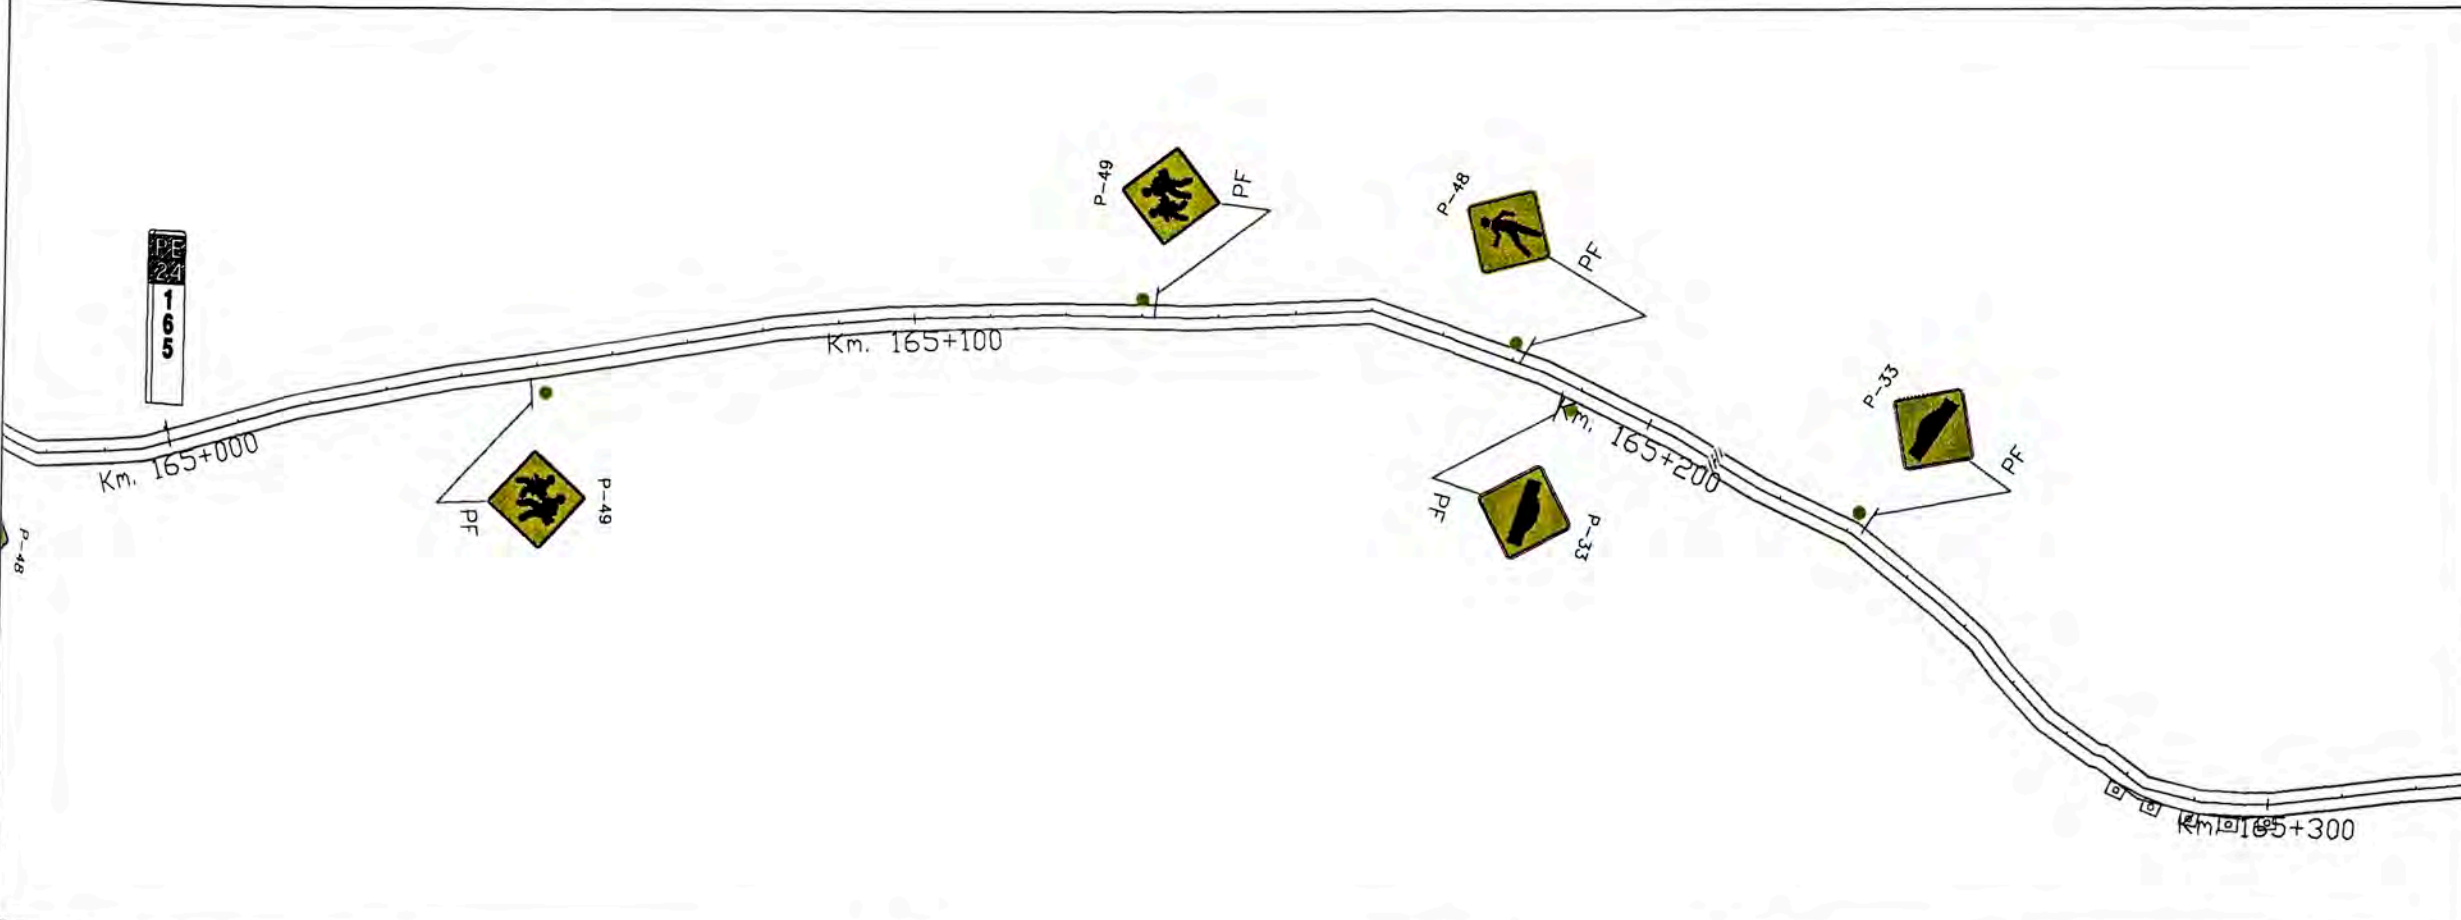 PE
24
1
6
5
Km. 165+000
P-48
PF
P-49
Km. 165+100
P-49
PF
P-48
PF
Km. 165+200
PF
P-33
P-33
PF
Km. 165+300